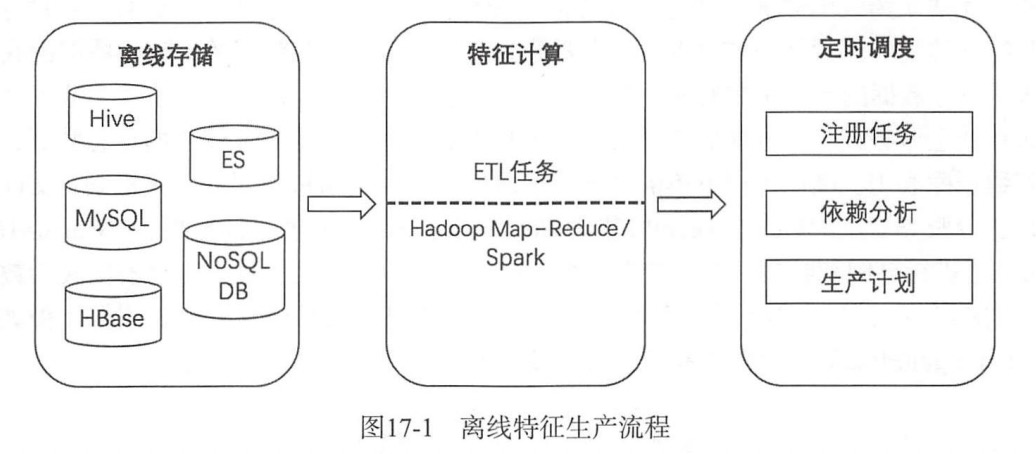 离线存储
Hive
ES
MySQL
NoSQL
DB
HBase
特征计算
ETL任务
Hadoop Map-Reduce/
Spark
定时调度
注册任务
依赖分析
生产计划
图17-1 离线特征生产流程